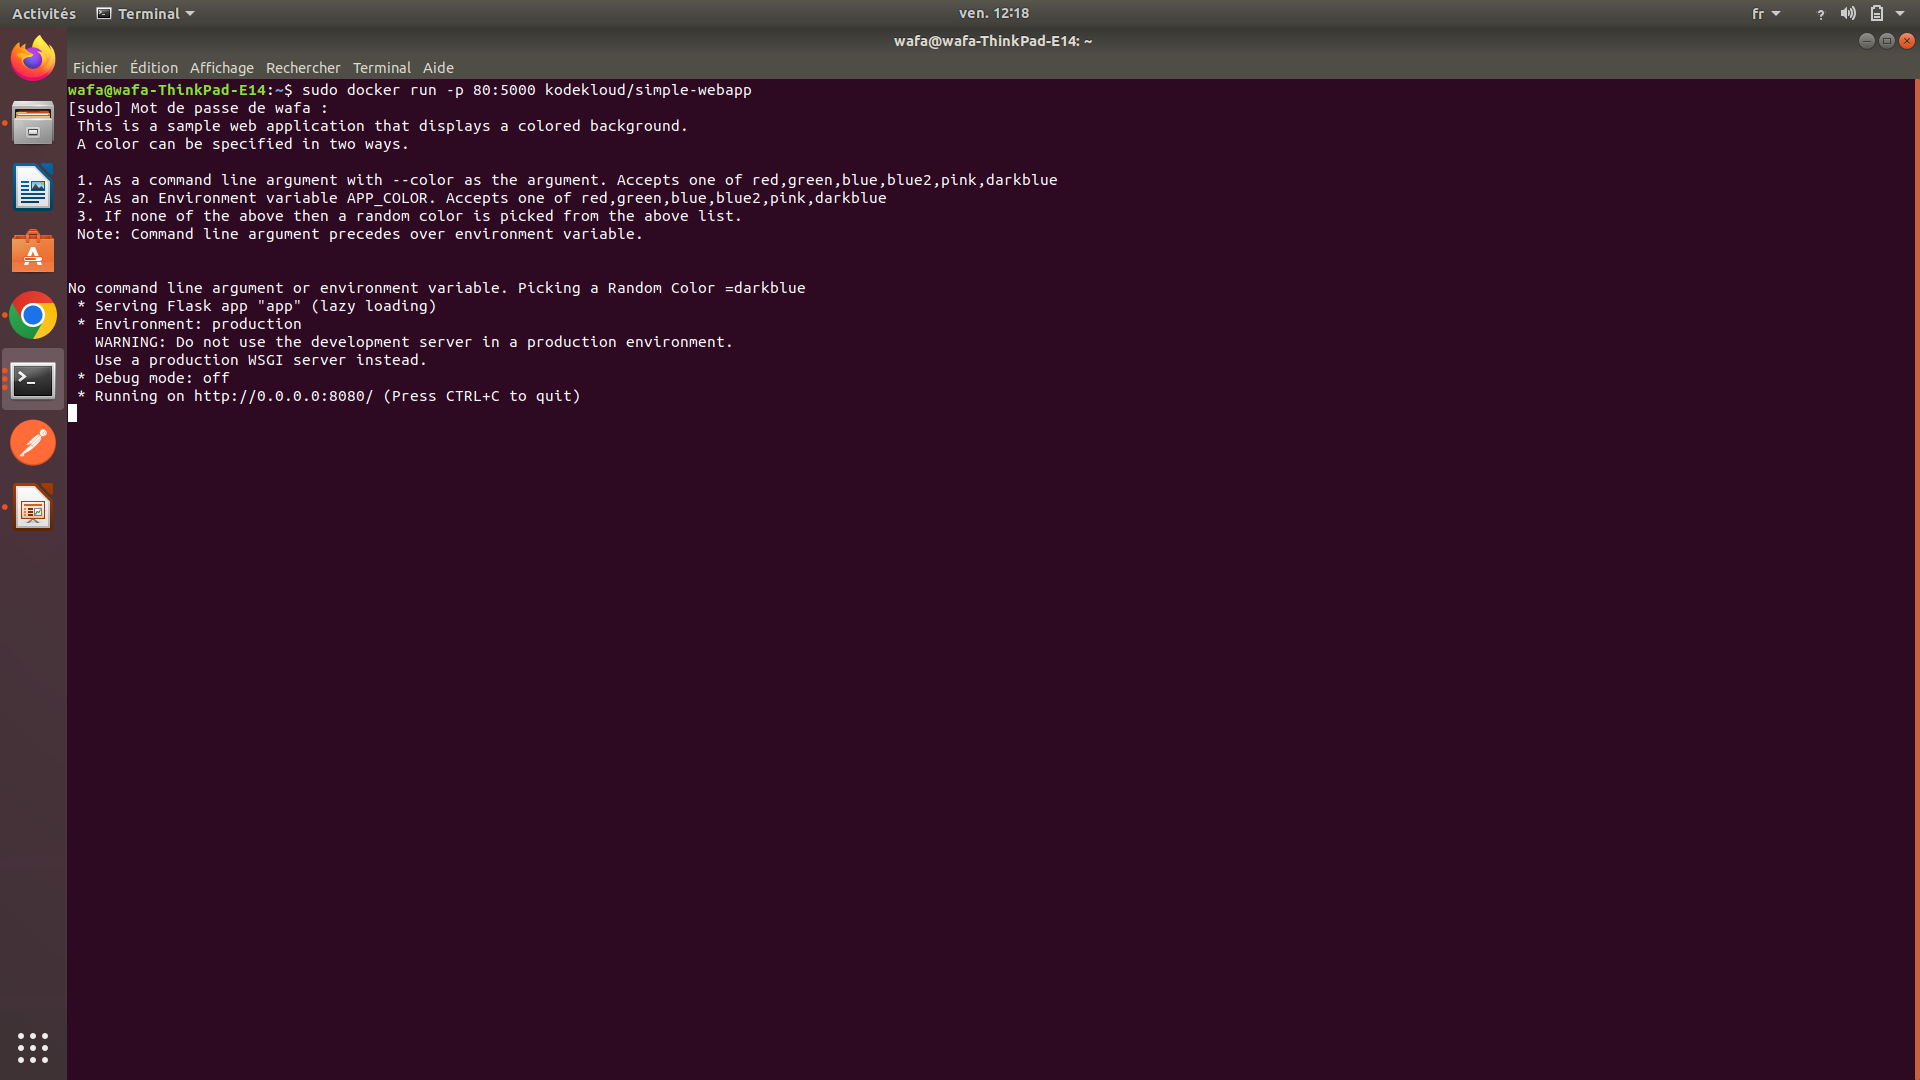 Activités Terminal ven. 12:18 fr ?
wafa@wafa-ThinkPad-E14: ~
Fichier Édition Affichage Rechercher Terminal Aide
wafa@wafa-ThinkPad-E14:~$ sudo docker run -p 80:5000 kodekloud/simple-webapp
[sudo] Mot de passe de wafa :
This is a sample web application that displays a colored background.
A color can be specified in two ways.
1. As a command line argument with --color as the argument. Accepts one of red,green,blue,blue2,pink,darkblue
2. As an Environment variable APP_COLOR. Accepts one of red,green,blue,blue2,pink,darkblue
3. If none of the above then a random color is picked from the above list.
Note: Command line argument precedes over environment variable.
No command line argument or environment variable. Picking a Random Color =darkblue
* Serving Flask app "app" (lazy loading)
* Environment: production
WARNING: Do not use the development server in a production environment.
Use a production WSGI server instead.
* Debug mode: off
* Running on http://0.0.0.0:8080/ (Press CTRL+C to quit)